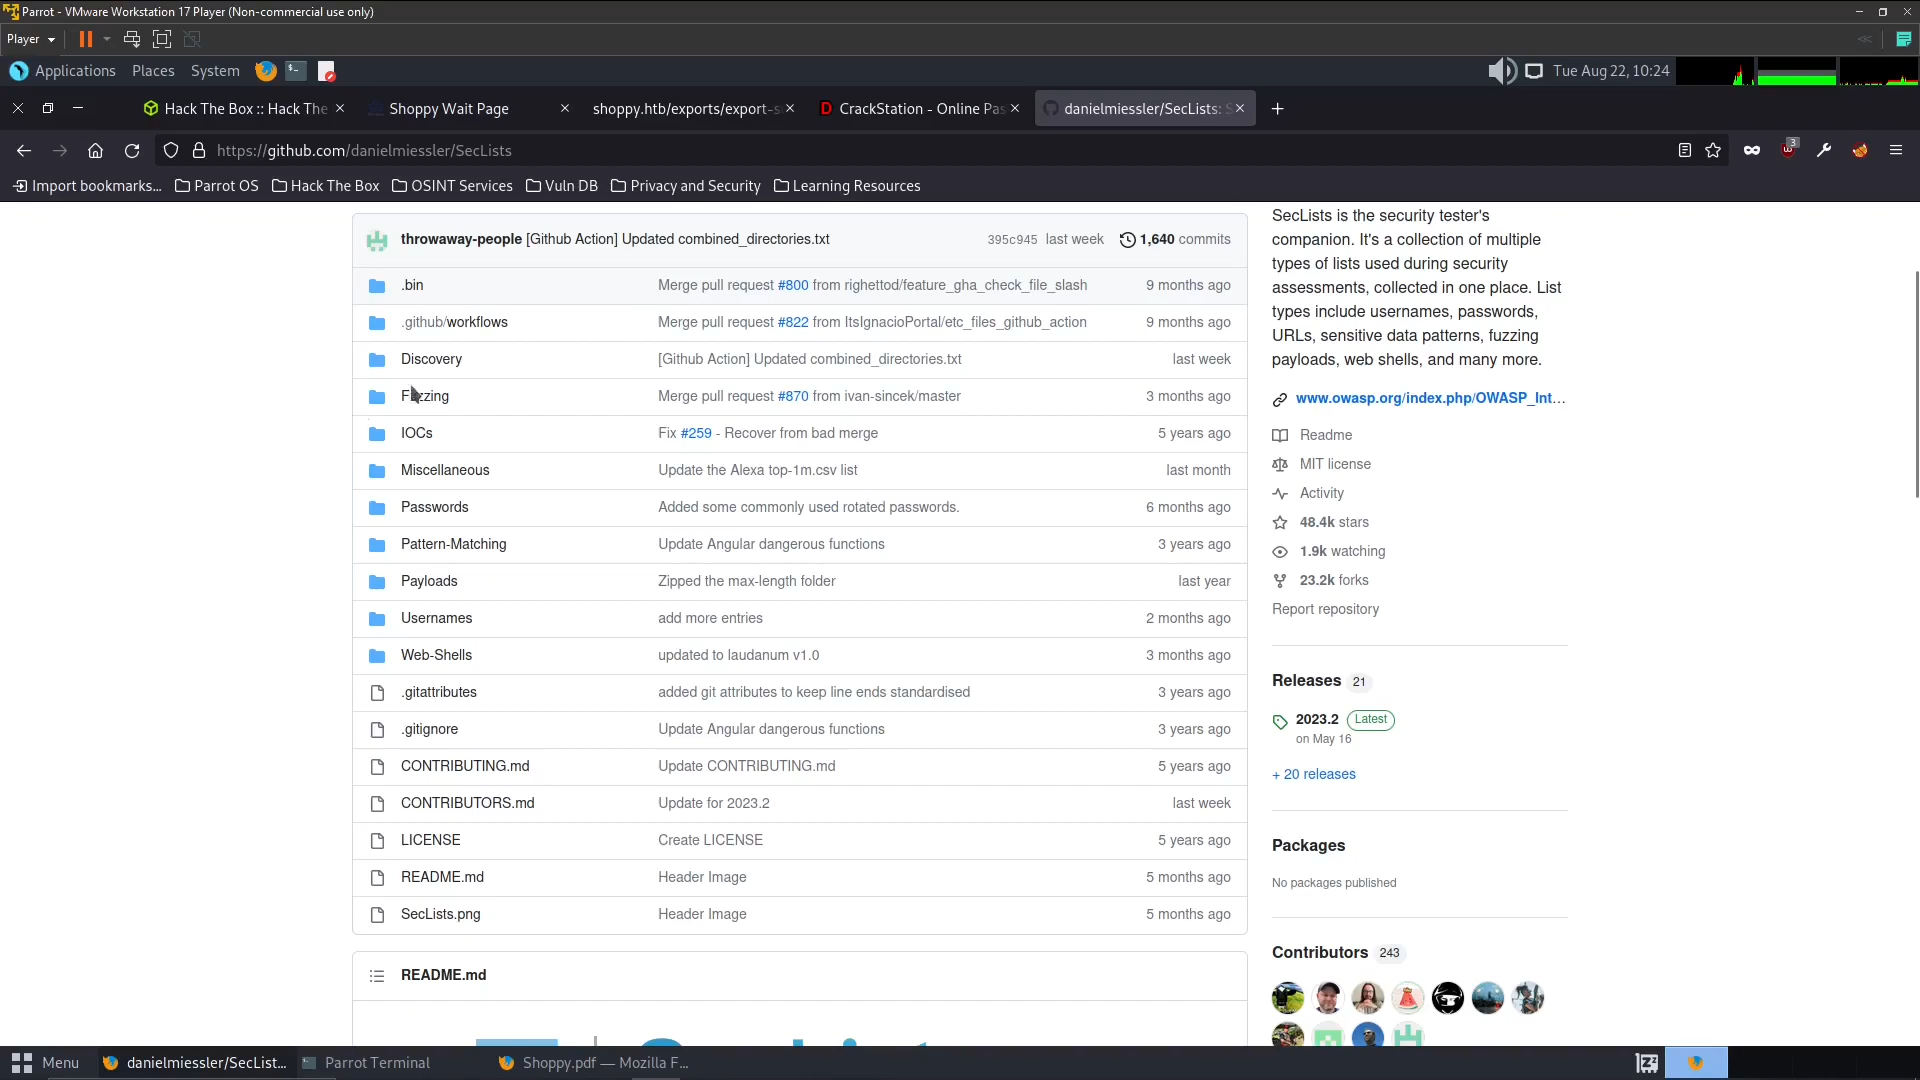 Parrot - VMware Workstation 17 Player (Non-commercial use only)
Player
Applications Places System Tue Aug 22, 10:24
Hack The Box :: Hack The Shoppy Wait Page shoppy.htb/exports/export-s CrackStation - Online Pas danielmiessler/SecLists: S
https://github.com/danielmiessler/SecLists 3
Import bookmarks... Parrot OS Hack The Box OSINT Services Vuln DB Privacy and Security Learning Resources
throwaway-people [Github Action] Updated combined_directories.txt 395c945 last week 1,640 commits
.bin Merge pull request #800 from righettod/feature_gha_check_file_slash 9 months ago
.github/workflows Merge pull request #822 from ItsIgnacioPortal/etc_files_github_action 9 months ago
Discovery [Github Action] Updated combined_directories.txt last week
Fuzzing Merge pull request #870 from ivan-sincek/master 3 months ago
IOCs Fix #259 - Recover from bad merge 5 years ago
Miscellaneous Update the Alexa top-1m.csv list last month
Passwords Added some commonly used rotated passwords. 6 months ago
Pattern-Matching Update Angular dangerous functions 3 years ago
Payloads Zipped the max-length folder last year
Usernames add more entries 2 months ago
Web-Shells updated to laudanum v1.0 3 months ago
.gitattributes added git attributes to keep line ends standardised 3 years ago
.gitignore Update Angular dangerous functions 3 years ago
CONTRIBUTING.md Update CONTRIBUTING.md 5 years ago
CONTRIBUTORS.md Update for 2023.2 last week
LICENSE Create LICENSE 5 years ago
README.md Header Image 5 months ago
SecLists.png Header Image 5 months ago
README.md
SecLists is the security tester's
companion. It's a collection of multiple
types of lists used during security
assessments, collected in one place. List
types include usernames, passwords,
URLs, sensitive data patterns, fuzzing
payloads, web shells, and many more.
www.owasp.org/index.php/OWASP_Int...
Readme
MIT license
Activity
48.4k stars
1.9k watching
23.2k forks
Report repository
Releases 21
2023.2 Latest
on May 16
+ 20 releases
Packages
No packages published
Contributors 243
Menu danielmiessler/SecList... Parrot Terminal Shoppy.pdf — Mozilla F...